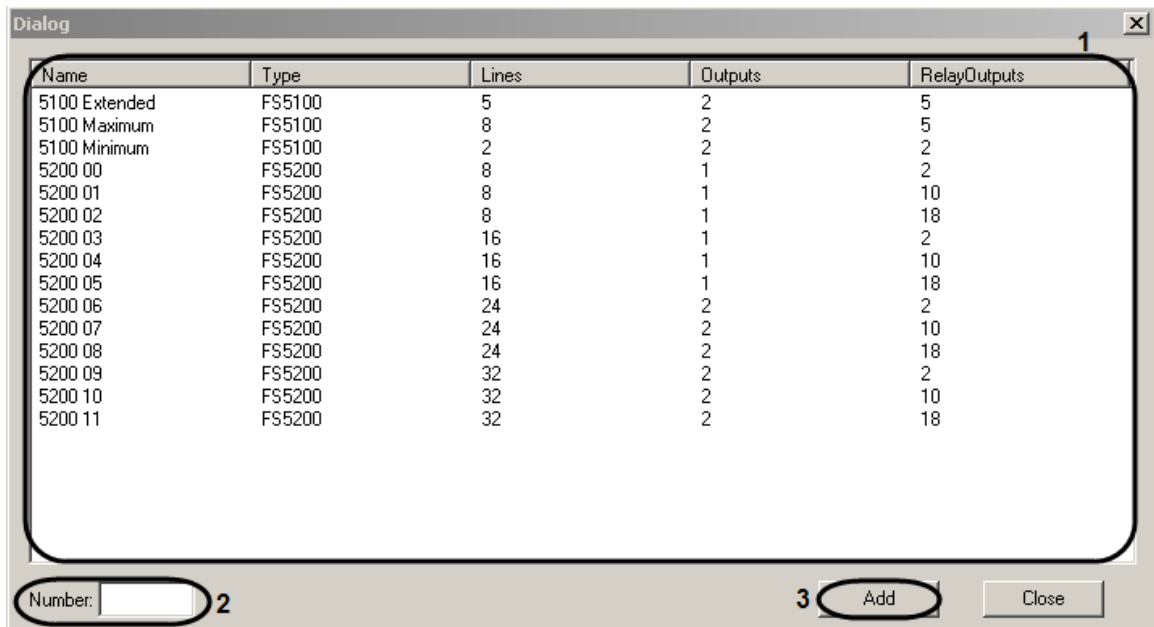 Dialog
1
Name Type Lines Outputs RelayOutputs
5100 Extended FS5100 5 2 5
5100 Maximum FS5100 8 2 5
5100 Minimum FS5100 2 2 2
5200 00 FS5200 8 1 2
5200 01 FS5200 8 1 10
5200 02 FS5200 8 1 18
5200 03 FS5200 16 1 2
5200 04 FS5200 16 1 10
5200 05 FS5200 16 1 18
5200 06 FS5200 24 2 2
5200 07 FS5200 24 2 10
5200 08 FS5200 24 2 18
5200 09 FS5200 32 2 2
5200 10 FS5200 32 2 10
5200 11 FS5200 32 2 18
Number: 2 3 Add Close